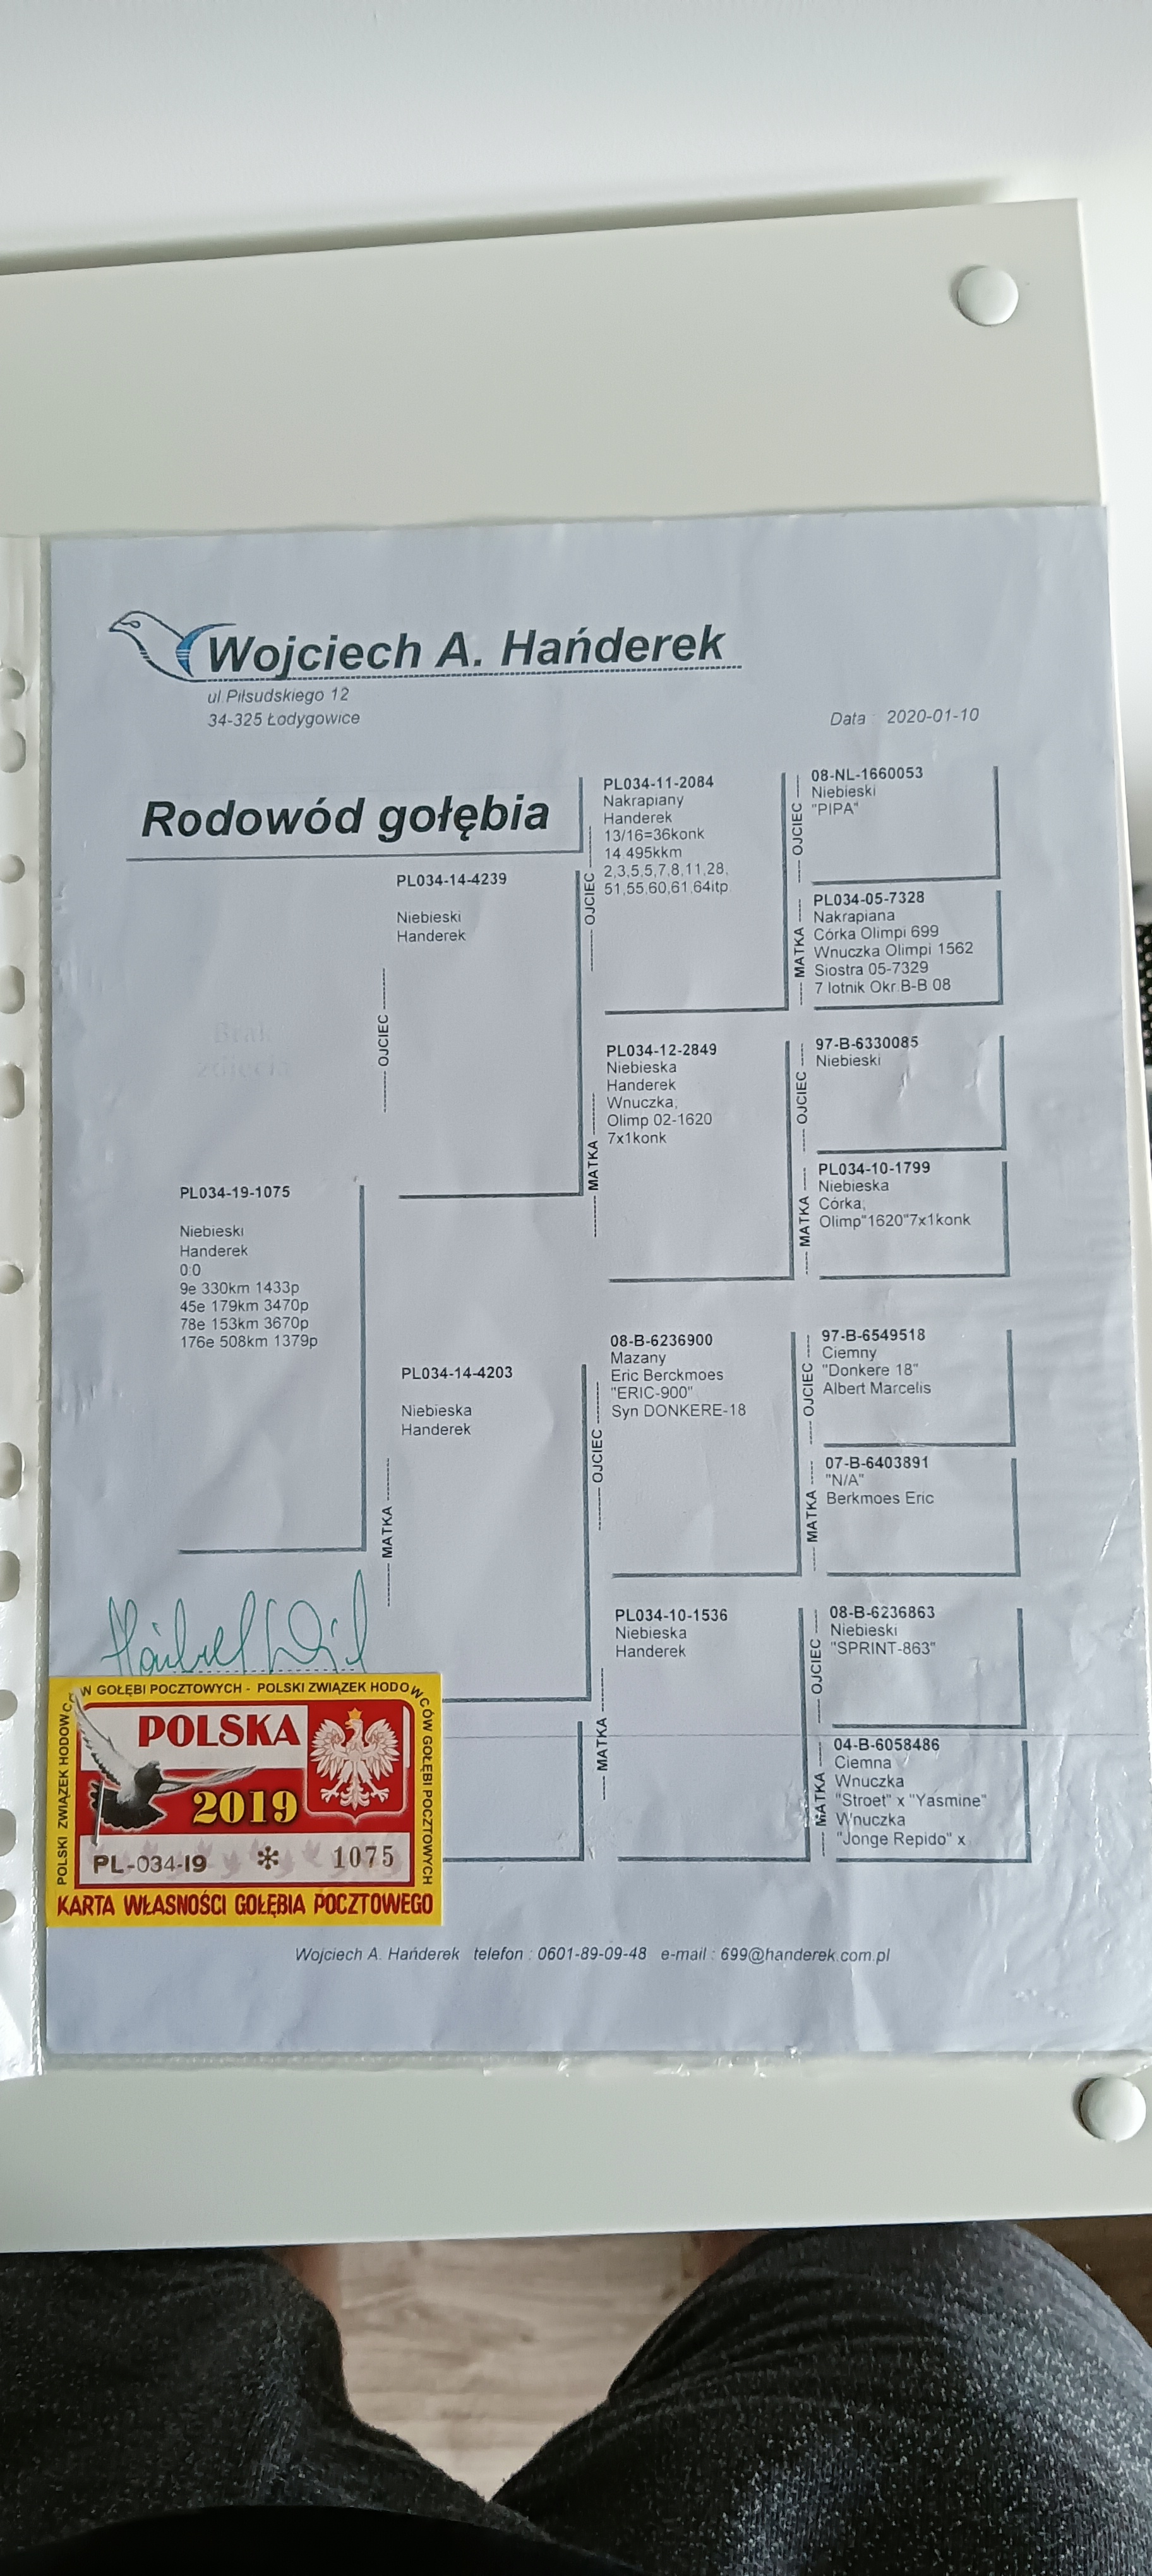 Wojciech A. Hańderek
ul.Piłsudskiego 12
34-325 Łodygowice
Data : 2020-01-10
Rodowód gołębia
Brak
zdjęcia
PL034-19-1075
Niebieski
Handerek
0:0
9e 330km 1433p
45e 179km 3470p
78e 153km 3670p
176e 508km 1379p
OJCIEC
PL034-14-4239
Niebieski
Handerek
MATKA
PL034-14-4203
Niebieska
Handerek
OJCIEC
PL034-11-2084
Nakrapiany
Handerek
13/16=36konk
14.495kkm
2,3,5,5,7,8,11,28,
51,55,60,61,64itp.
MATKA
PL034-12-2849
Niebieska
Handerek
Wnuczka,
Olimp 02-1620
7x1konk
OJCIEC
08-B-6236900
Mazany
Eric Berckmoes
"ERIC-900"
Syn DONKERE-18
MATKA
PL034-10-1536
Niebieska
Handerek
OJCIEC
08-NL-1660053
Niebieski
"PIPA"
MATKA
PL034-05-7328
Nakrapiana
Córka Olimpi 699
Wnuczka Olimpi 1562
Siostra 05-7329
7 lotnik Okr.B-B 08
OJCIEC
97-B-6330085
Niebieski
MATKA
PL034-10-1799
Niebieska
Córka,
Olimp"1620"7x1konk
OJCIEC
97-B-6549518
Ciemny
"Donkere 18"
Albert Marcelis
MATKA
07-B-6403891
"N/A"
Berkmoes Eric
OJCIEC
08-B-6236863
Niebieski
"SPRINT-863"
MATKA
04-B-6058486
Ciemna
Wnuczka
"Stroet" x "Yasmine"
Wnuczka
"Jonge Repido" x
POLSKI ZWIĄZEK HODOWCÓW GOŁĘBI POCZTOWYCH - POLSKI ZWIĄZEK HODOWCÓW GOŁĘBI POCZTOWYCH
POLSKA
2019
PL-034-19 * 1075
KARTA WŁASNOŚCI GOŁĘBIA POCZTOWEGO
Wojciech A. Hańderek telefon : 0601-89-09-48 e-mail : 699@handerek.com.pl